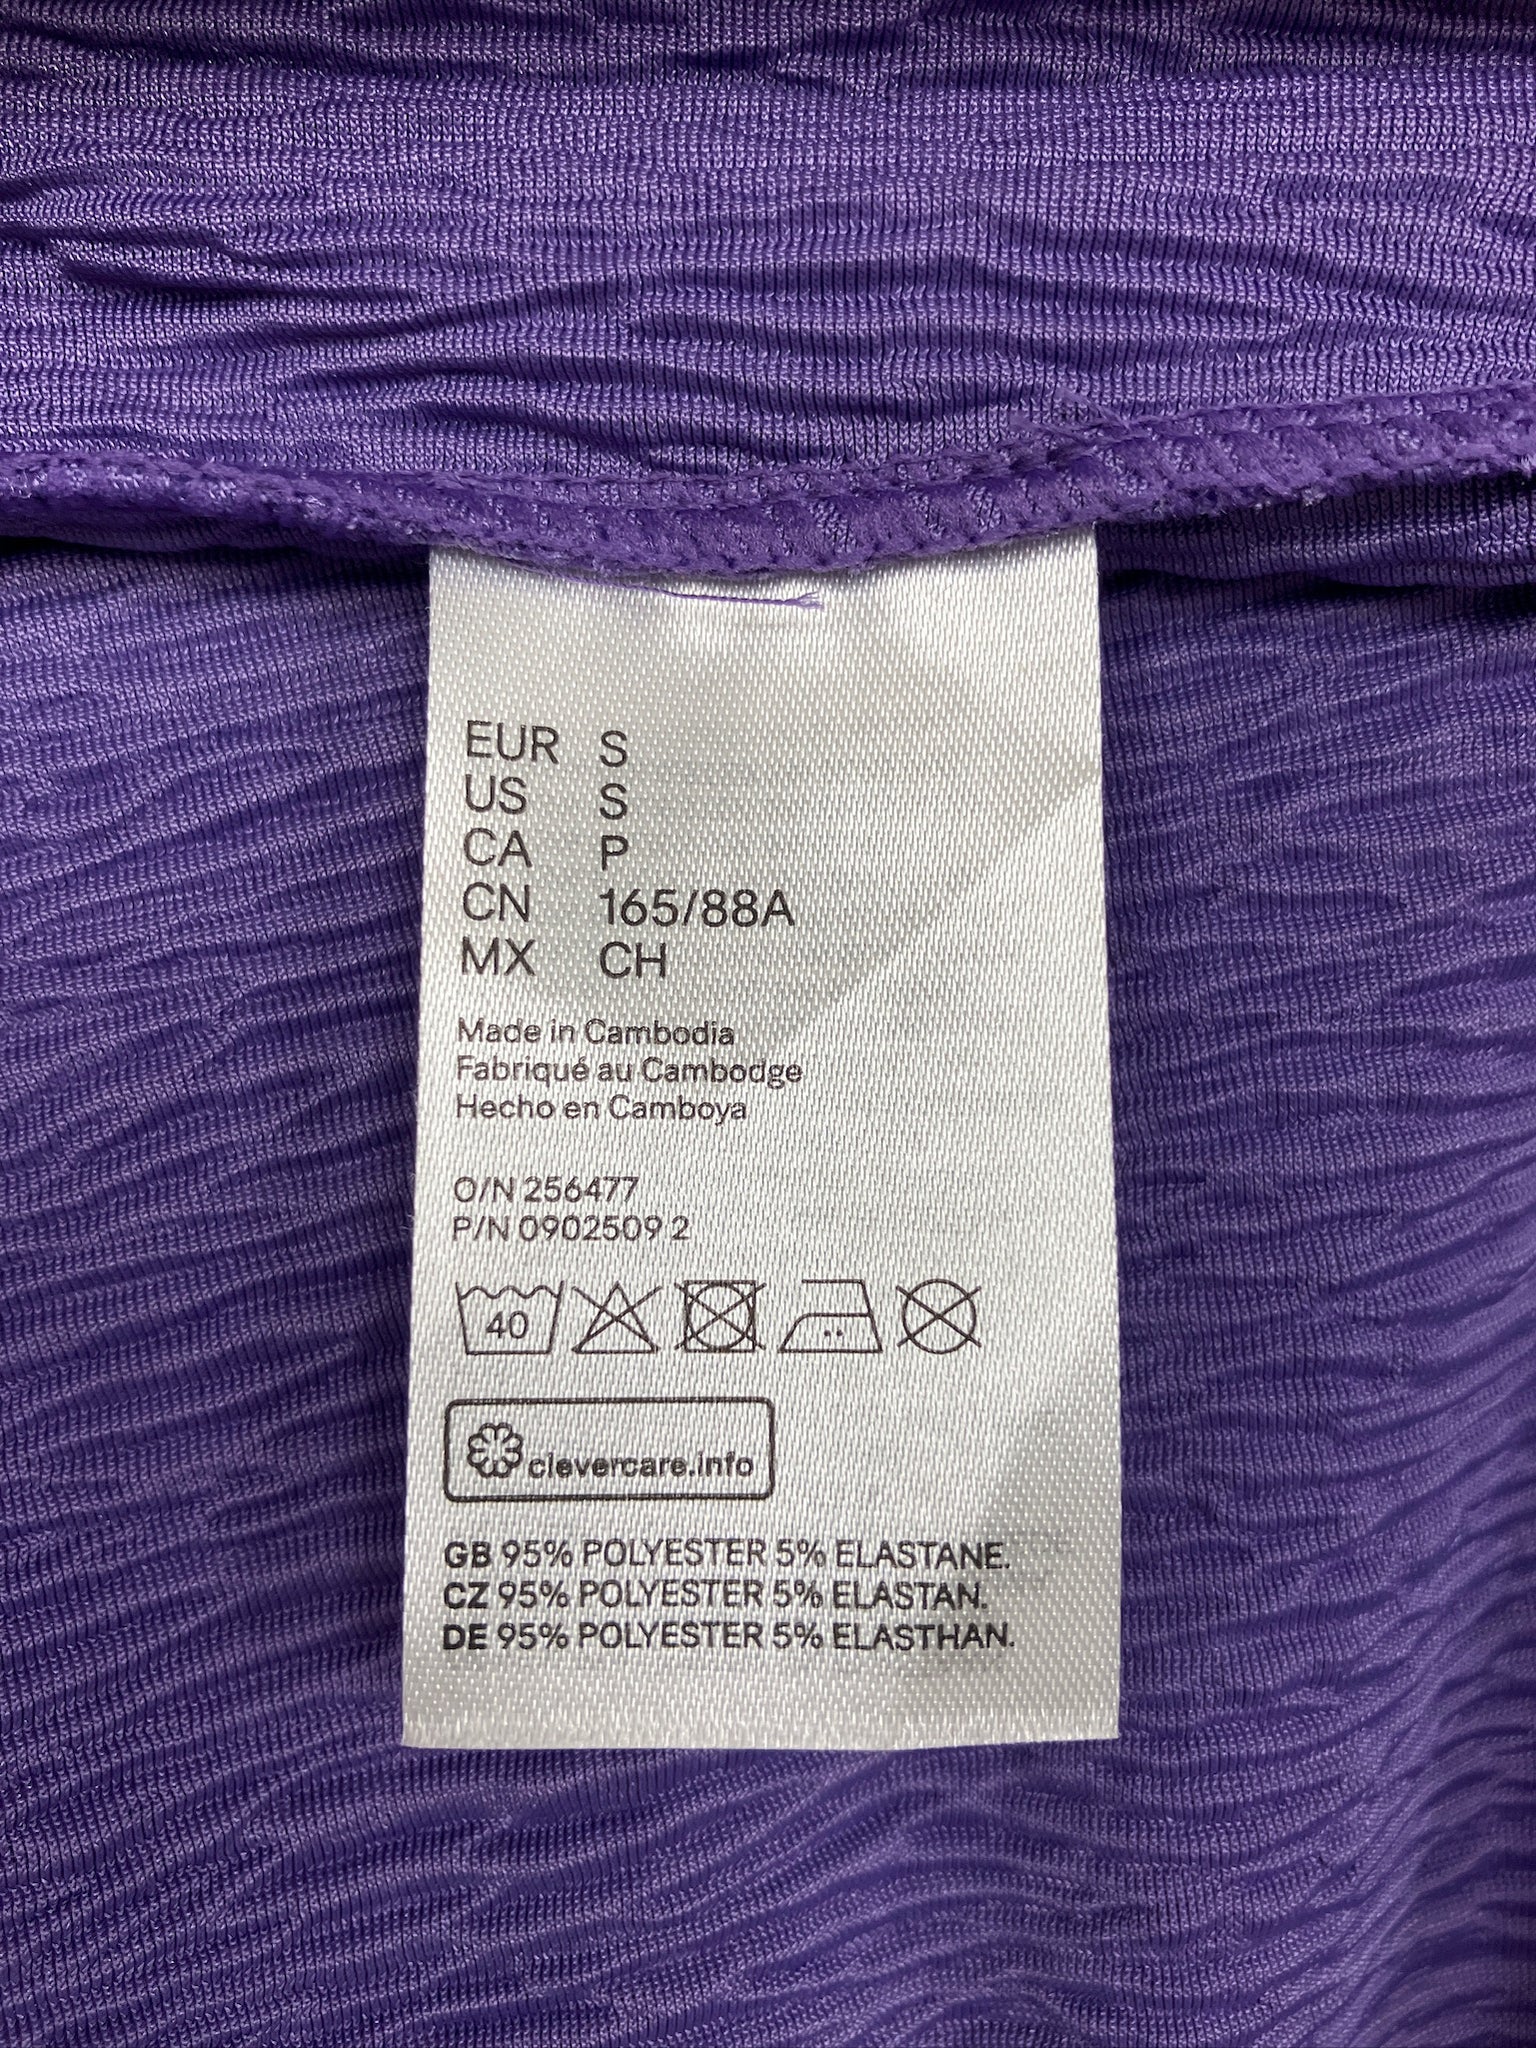 EUR S
US S
CA P
CN 165/88A
MX CH
Made in Cambodia
Fabriqué au Cambodge
Hecho en Camboya
O/N 256477
P/N 0902509 2
40
clevercare.info
GB 95% POLYESTER 5% ELASTANE.
CZ 95% POLYESTER 5% ELASTAN.
DE 95% POLYESTER 5% ELASTHAN.